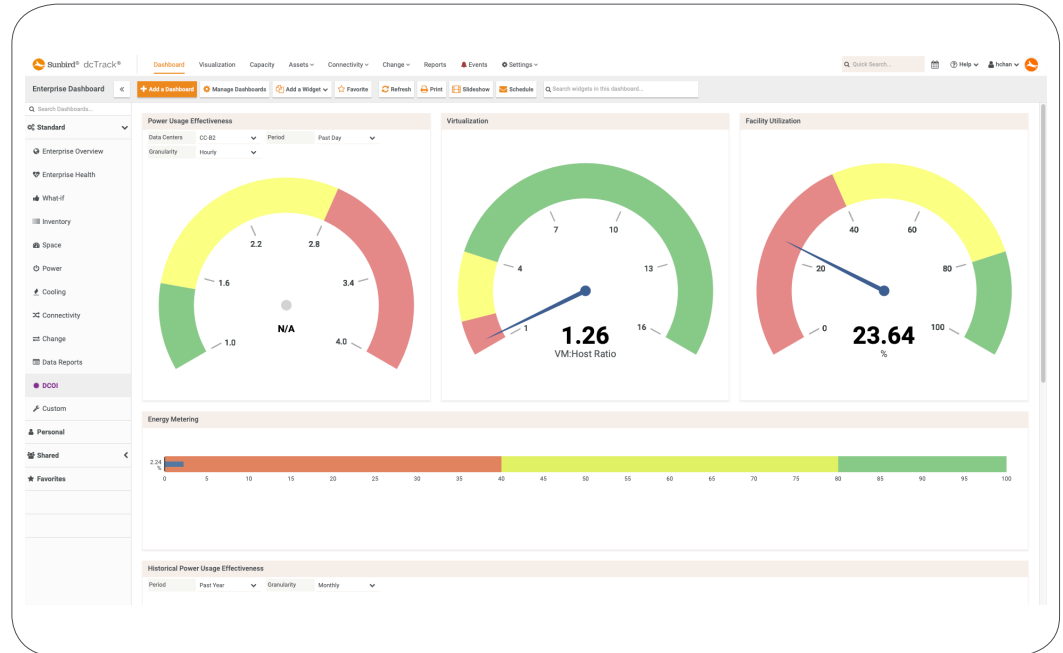 Sunbird® dcTrack® Dashboard Visualization Capacity Assets Connectivity Change Reports Events Settings Quick Search... Help hchan
Enterprise Dashboard « + Add a Dashboard Manage Dashboards Add a Widget Favorite Refresh Print Slideshow Schedule Search widgets in this dashboard...
Search Dashboards...
Standard
Enterprise Overview
Enterprise Health
What-if
Inventory
Space
Power
Cooling
Connectivity
Change
Data Reports
DCOI
Custom
Personal
Shared
Favorites
Power Usage Effectiveness
Data Centers CC-B2 Period Past Day
Granularity Hourly
2.2 2.8
1.6 3.4
N/A
1.0 4.0
Virtualization
7 10
4 13
1 16
1.26
VM:Host Ratio
Facility Utilization
40 60
20 80
0 100
23.64
%
Energy Metering
2.24
%
0 5 10 15 20 25 30 35 40 45 50 55 60 65 70 75 80 85 90 95 100
Historical Power Usage Effectiveness
Period Past Year Granularity Monthly